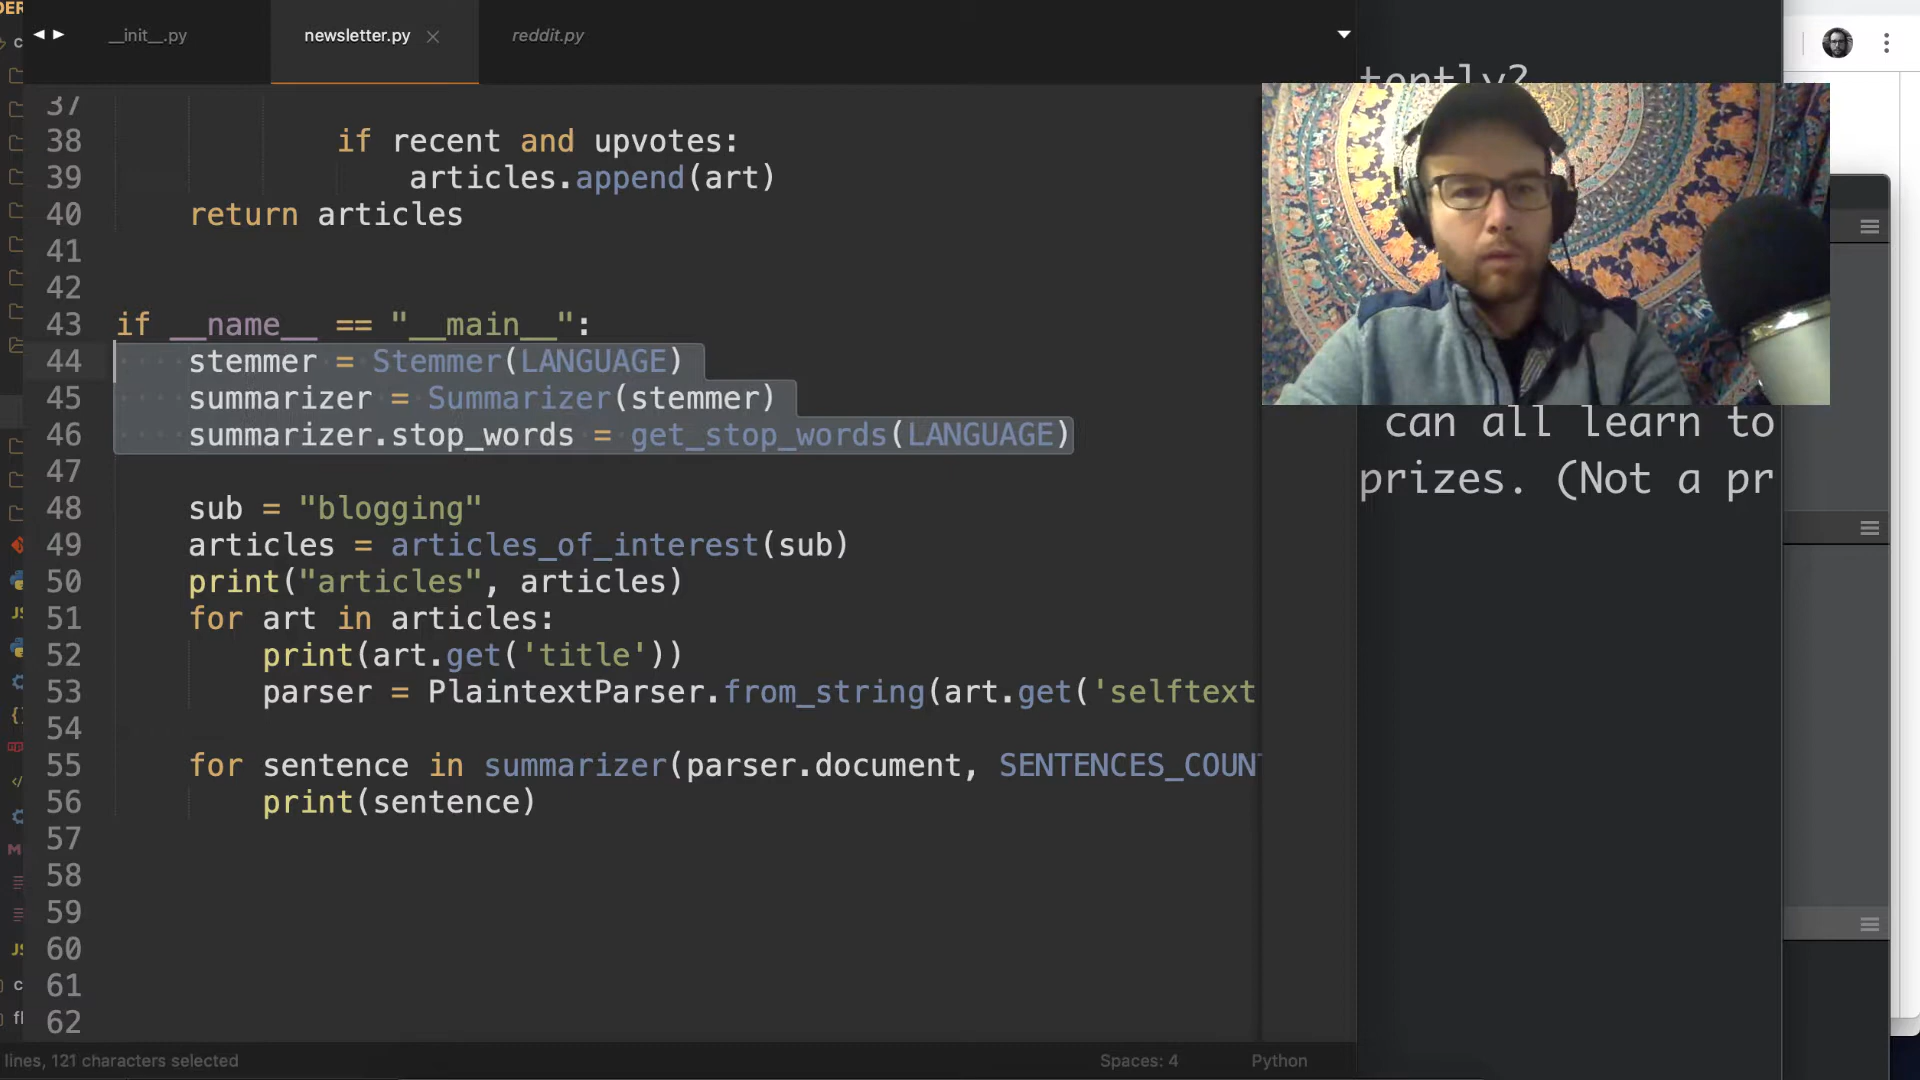 __init__.py
newsletter.py
reddit.py
37
38 if recent and upvotes:
39 articles.append(art)
40 return articles
41
42
43 if __name__ == "__main__":
44 stemmer = Stemmer(LANGUAGE)
45 summarizer = Summarizer(stemmer)
46 summarizer.stop_words = get_stop_words(LANGUAGE)
47
48 sub = "blogging"
49 articles = articles_of_interest(sub)
50 print("articles", articles)
51 for art in articles:
52 print(art.get('title'))
53 parser = PlaintextParser.from_string(art.get('selftext
54
55 for sentence in summarizer(parser.document, SENTENCES_COUN
56 print(sentence)
57
58
59
60
61
62
can all learn to
prizes. (Not a pr
lines, 121 characters selected
Spaces: 4
Python